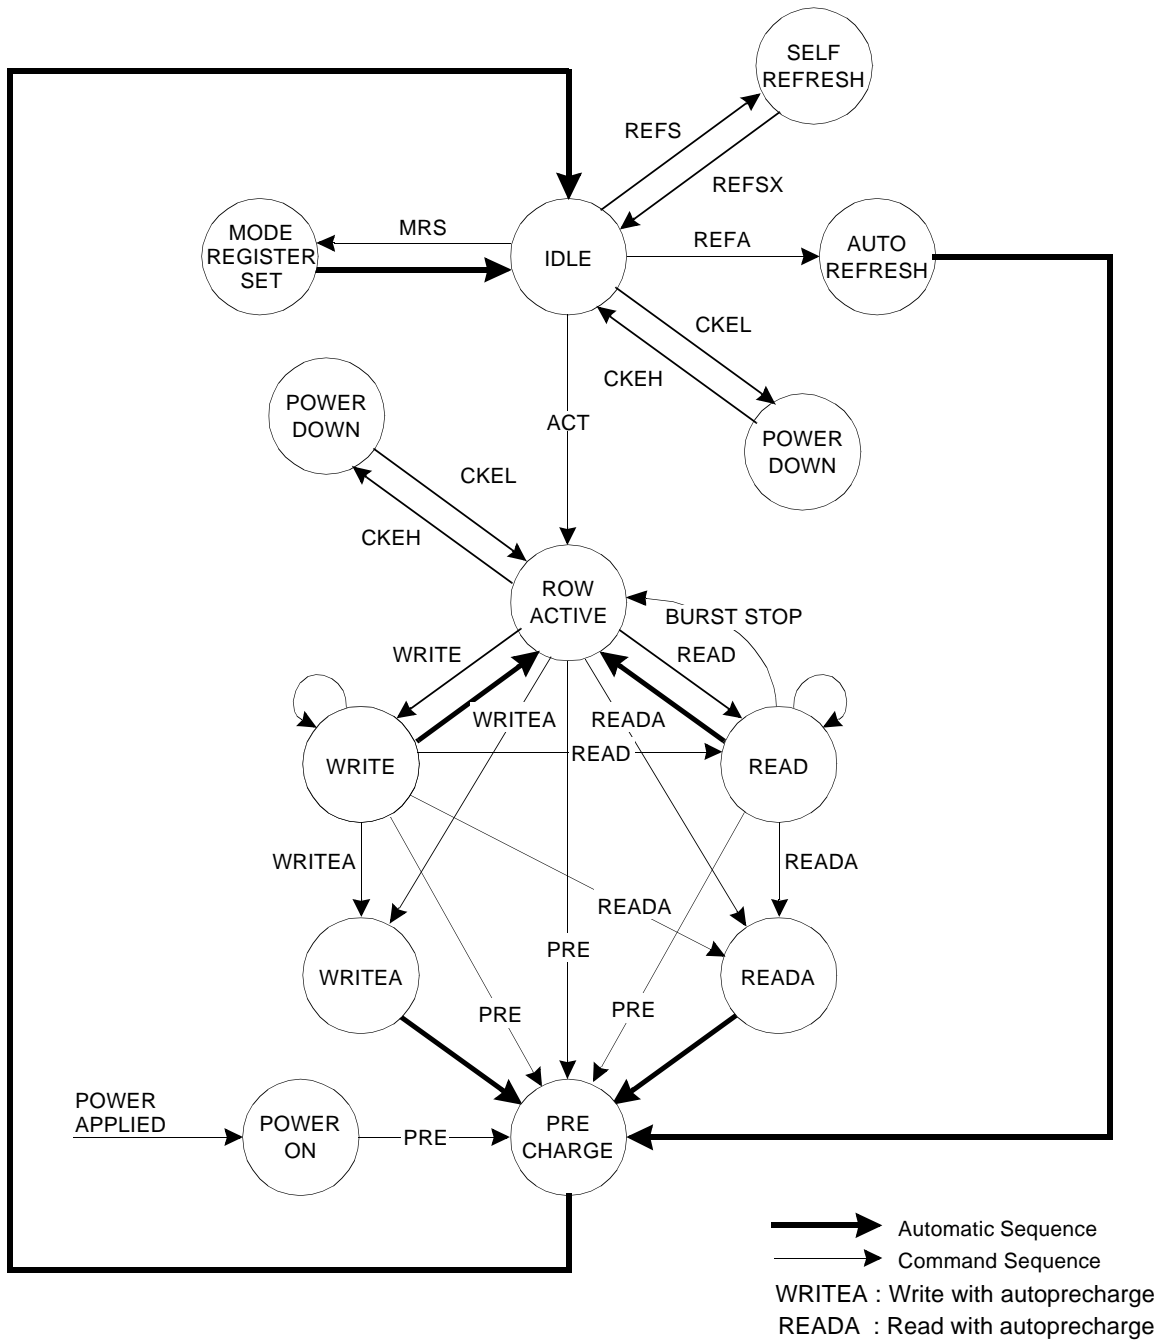 SELF
REFRESH
REFS
REFSX
MODE
REGISTER
SET
MRS
IDLE
REFA
AUTO
REFRESH
CKEL
CKEH
POWER
DOWN
POWER
DOWN
ACT
CKEL
CKEH
ROW
ACTIVE
BURST STOP
WRITE
READ
WRITEA
READA
WRITE
READ
READ
WRITEA
READA
READA
WRITEA
PRE
READA
PRE
PRE
POWER
APPLIED
POWER
ON
PRE
PRE
CHARGE
Automatic Sequence
Command Sequence
WRITEA : Write with autoprecharge
READA : Read with autoprecharge